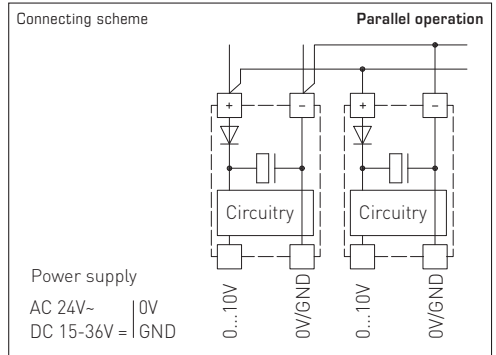 Connecting scheme
Parallel operation
+ – + –
Circuitry
Circuitry
Power supply
AC 24V~ | 0V
DC 15-36V = | GND
0...10V
0V/GND
0...10V
0V/GND